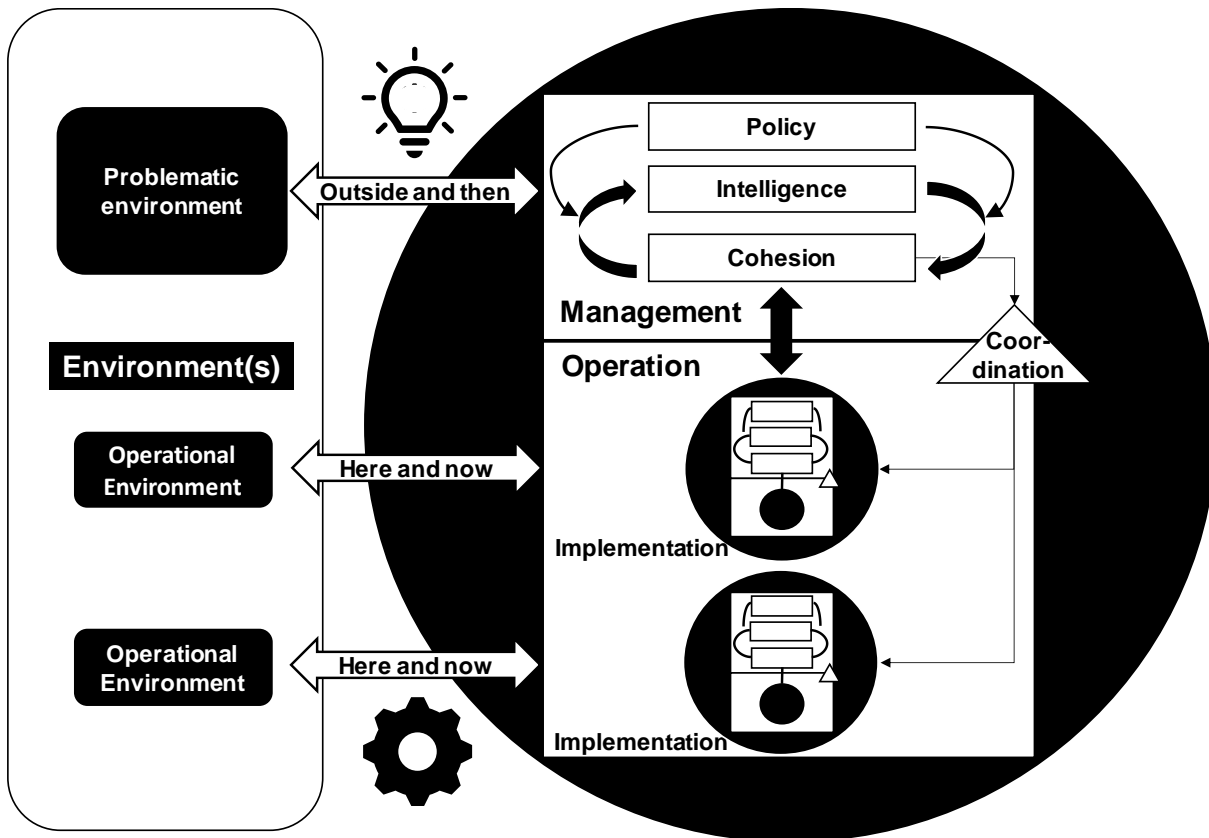 Policy
Problematic
environment
Outside and then
Intelligence
Cohesion
Management
Environment(s)
Operation
Coor-
dination
Operational
Environment
Here and now
Implementation
Operational
Environment
Here and now
Implementation